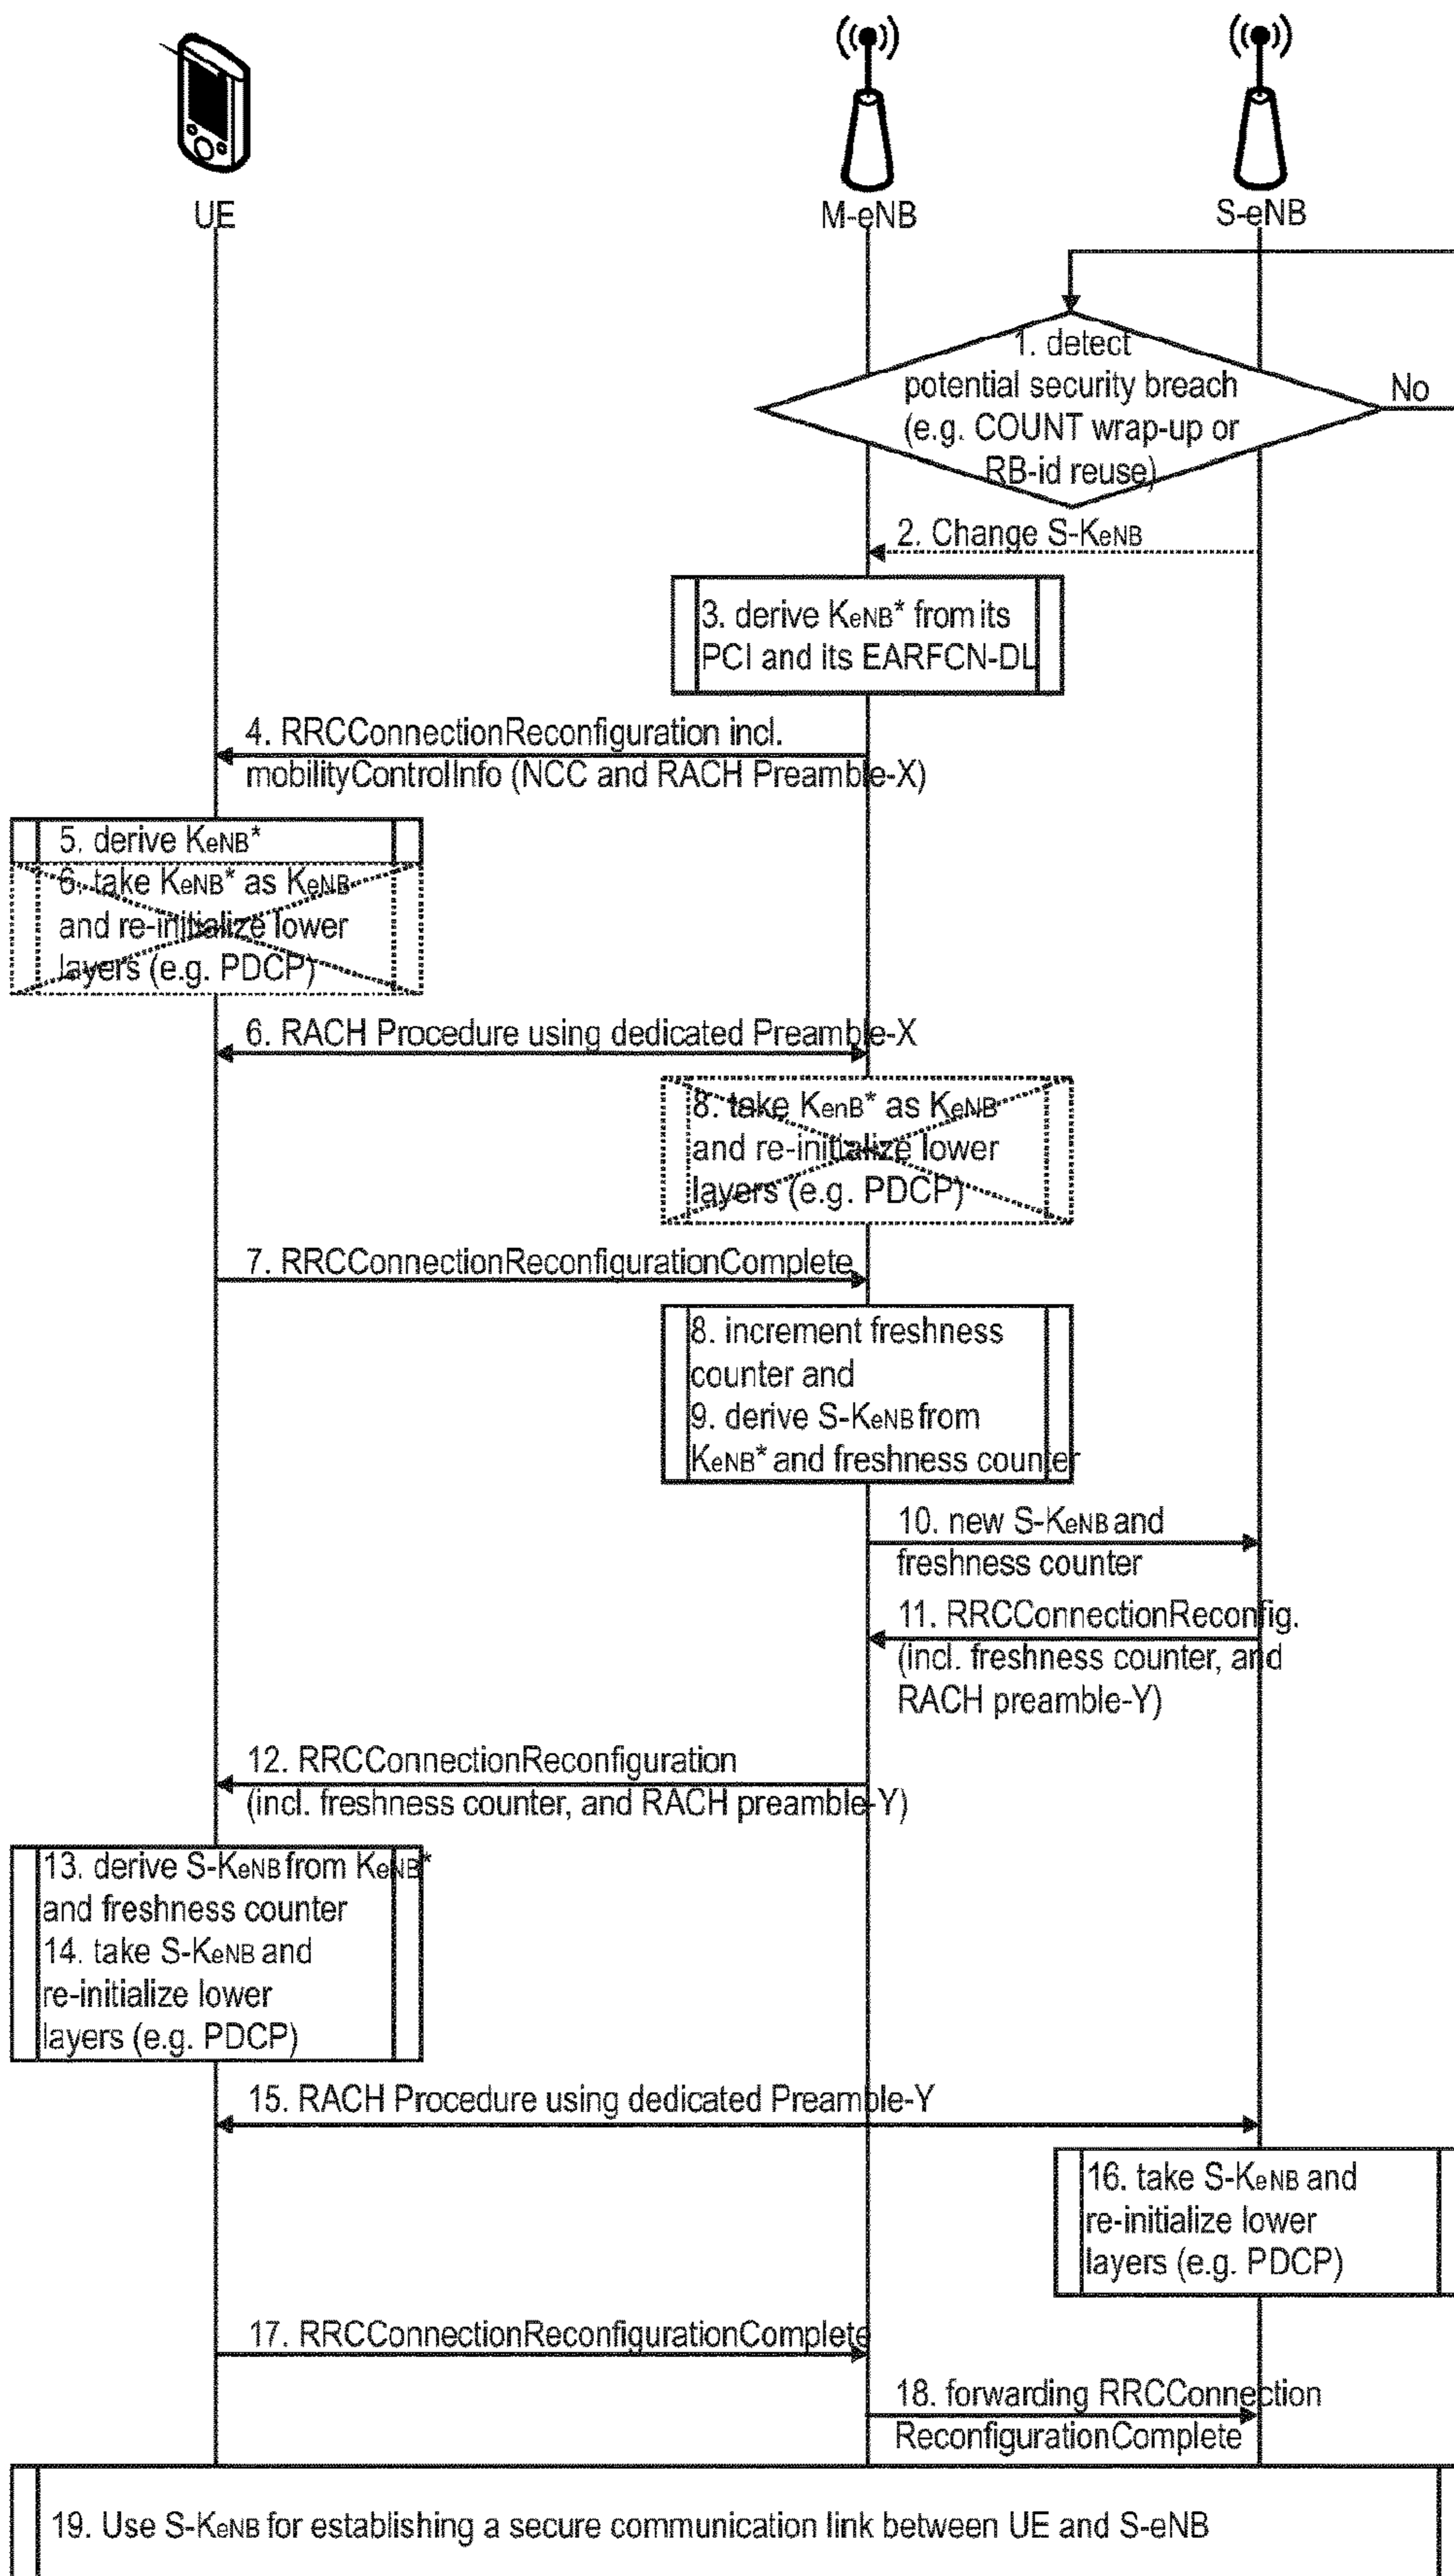 UE
M-eNB
S-eNB
1. detect
potential security breach
(e.g. COUNT wrap-up or
RB-id reuse)
No
2. Change S-KeNB
3. derive KeNB* from its
PCI and its EARFCN-DL
4. RRCConnectionReconfiguration incl.
mobilityControlInfo (NCC and RACH Preamble-X)
5. derive KeNB*
6. take KeNB* as KeNB
and re-initialize lower
layers (e.g. PDCP)
6. RACH Procedure using dedicated Preamble-X
8. take KenB* as KeNB
and re-initialize lower
layers (e.g. PDCP)
7. RRCConnectionReconfigurationComplete
8. increment freshness
counter and
9. derive S-KeNB from
KeNB* and freshness counter
10. new S-KeNB and
freshness counter
11. RRCConnectionReconfig.
(incl. freshness counter, and
RACH preamble-Y)
12. RRCConnectionReconfiguration
(incl. freshness counter, and RACH preamble-Y)
13. derive S-KeNB from KeNB*
and freshness counter
14. take S-KeNB and
re-initialize lower
layers (e.g. PDCP)
15. RACH Procedure using dedicated Preamble-Y
16. take S-KeNB and
re-initialize lower
layers (e.g. PDCP)
17. RRCConnectionReconfigurationComplete
18. forwarding RRCConnection
ReconfigurationComplete
19. Use S-KeNB for establishing a secure communication link between UE and S-eNB